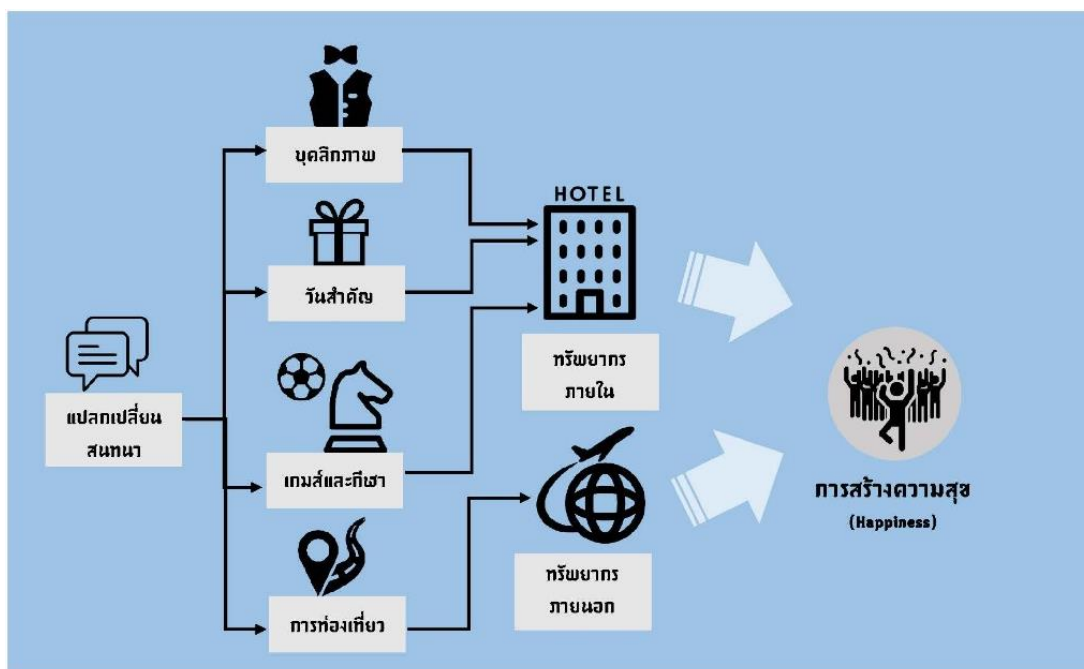 บุคลิกภาพ
HOTEL
วันสำคัญ
ทรัพยากร
ภายใน
แปลกเปลี่ยน
สนทนา
เกมส์และกีฬา
การสร้างความสุข
(Happiness)
ทรัพยากร
ภายนอก
การท่องเที่ยว